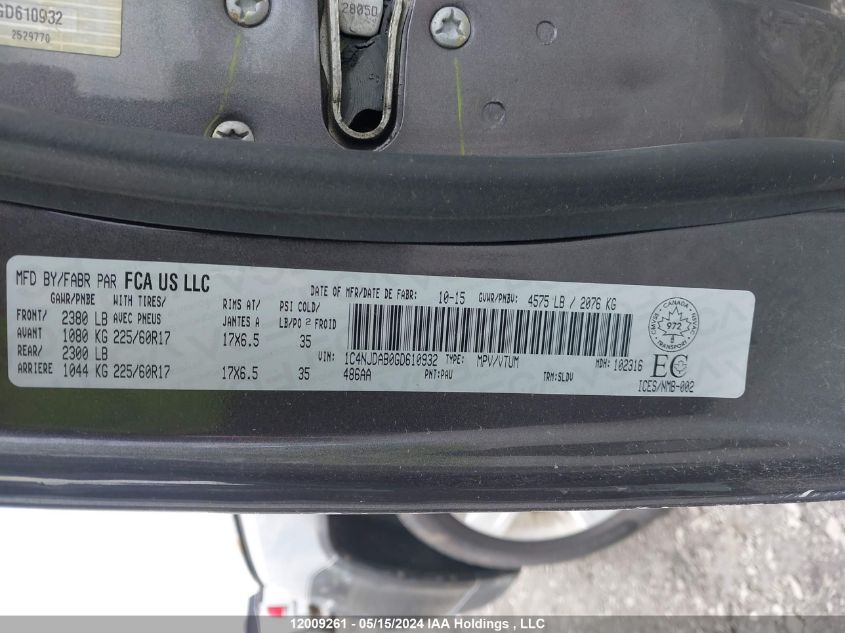 GD610932
2529770
28050
MFD BY/FABR PAR FCA US LLC
DATE OF MFR/DATE DE FABR: 10-15 GVWR/PNBV: 4575 LB / 2076 KG
GAWR/PNBE WITH TIRES/ RIMS AT/ PSI COLD/
FRONT/ 2380 LB AVEC PNEUS JANTES A LB/PO² FROID
AVANT 1080 KG 225/60R17 17X6.5 35
REAR/ 2300 LB
ARRIERE 1044 KG 225/60R17 17X6.5 35
VIN: 1C4NJDAB0GD610932 TYPE: MPV/VTUM MDH: 102316
486AA PNT:PAU TRM:SLDV
CANADA
972
EC
ICES/NMB-002
12009261 - 05/15/2024 IAA Holdings , LLC